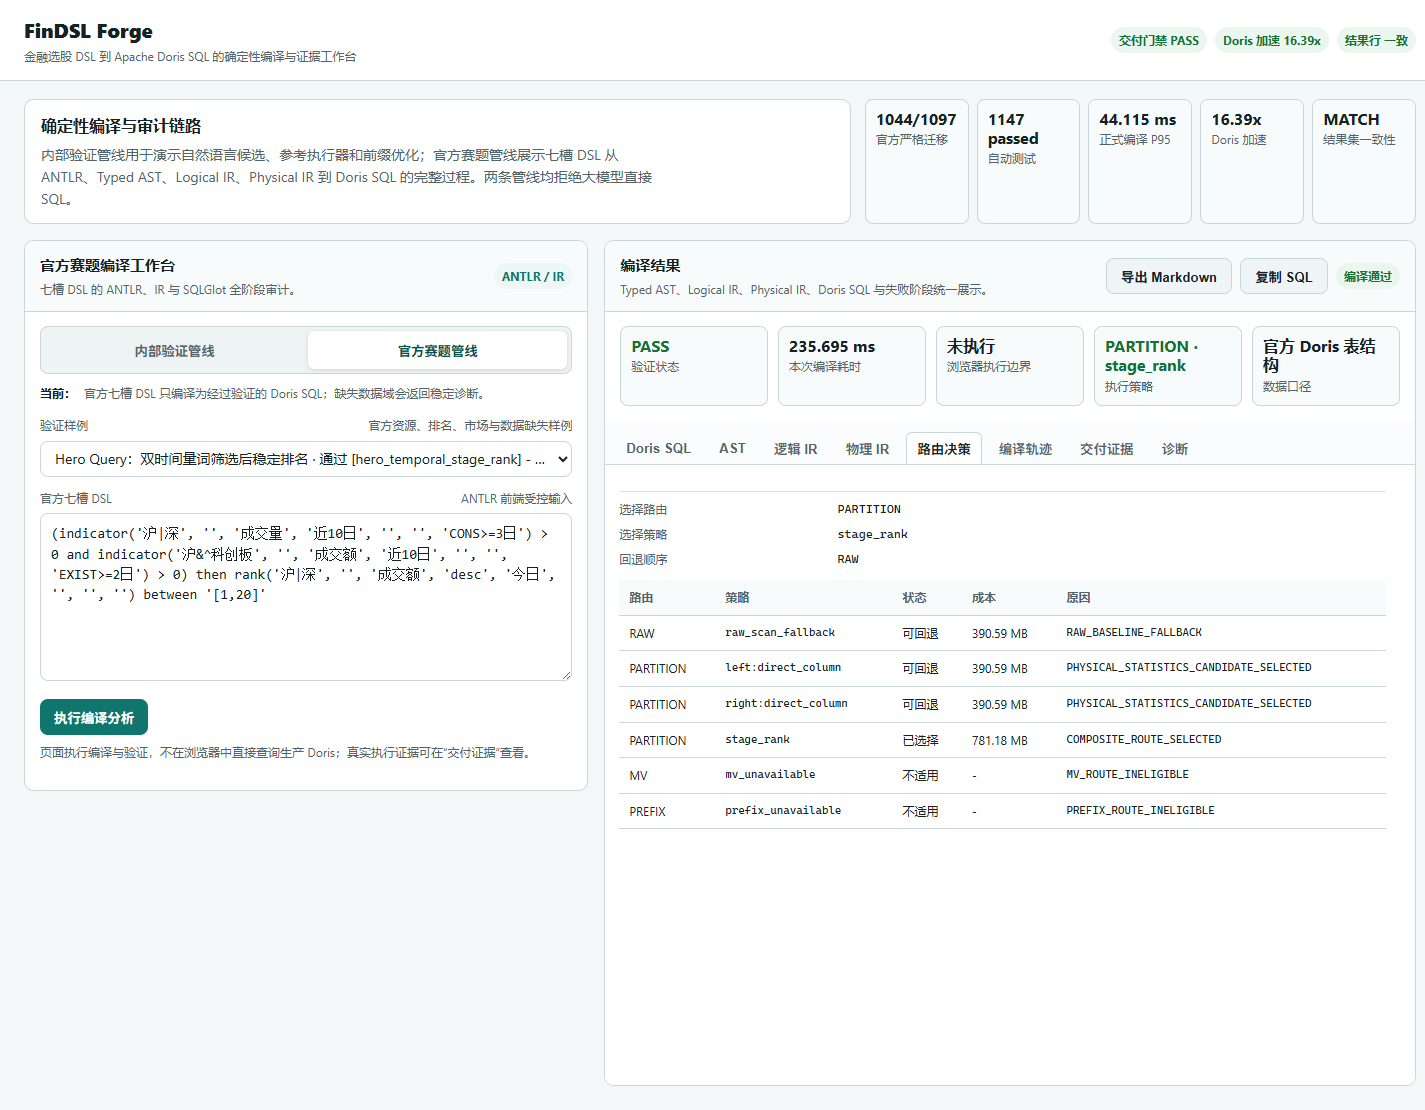 FinDSL Forge
金融选股 DSL 到 Apache Doris SQL 的确定性编译与证据工作台
交付门禁 PASS
Doris 加速 16.39x
结果行 一致
确定性编译与审计链路
内部验证管线用于演示自然语言候选、参考执行器和前缀优化；官方赛题管线展示七槽 DSL 从
ANTLR、Typed AST、Logical IR、Physical IR 到 Doris SQL 的完整过程。两条管线均拒绝大模型直接
SQL。
1044/1097
官方严格迁移
1147
passed
自动测试
44.115 ms
正式编译 P95
16.39x
Doris 加速
MATCH
结果集一致性
官方赛题编译工作台
七槽 DSL 的 ANTLR、IR 与 SQLGlot 全阶段审计。
ANTLR / IR
内部验证管线
官方赛题管线
当前： 官方七槽 DSL 只编译为经过验证的 Doris SQL；缺失数据域会返回稳定诊断。
验证样例
官方资源、排名、市场与数据缺失样例
Hero Query：双时间量词筛选后稳定排名 · 通过 [hero_temporal_stage_rank] - ...
官方七槽 DSL
ANTLR 前端受控输入
(indicator('沪|深', '', '成交量', '近10日', '', '', 'CONS>=3日') >
0 and indicator('沪&^科创板', '', '成交额', '近10日', '', '',
'EXIST>=2日') > 0) then rank('沪|深', '', '成交额', 'desc', '今日',
'', '', '') between '[1,20]'
执行编译分析
页面执行编译与验证，不在浏览器中直接查询生产 Doris；真实执行证据可在“交付证据”查看。
编译结果
Typed AST、Logical IR、Physical IR、Doris SQL 与失败阶段统一展示。
导出 Markdown
复制 SQL
编译通过
PASS
验证状态
235.695 ms
本次编译耗时
未执行
浏览器执行边界
PARTITION ·
stage_rank
执行策略
官方 Doris 表结
构
数据口径
Doris SQL
AST
逻辑 IR
物理 IR
路由决策
编译轨迹
交付证据
诊断
选择路由 PARTITION
选择策略 stage_rank
回退顺序 RAW
路由 策略 状态 成本 原因
RAW raw_scan_fallback 可回退 390.59 MB RAW_BASELINE_FALLBACK
PARTITION left:direct_column 可回退 390.59 MB PHYSICAL_STATISTICS_CANDIDATE_SELECTED
PARTITION right:direct_column 可回退 390.59 MB PHYSICAL_STATISTICS_CANDIDATE_SELECTED
PARTITION stage_rank 已选择 781.18 MB COMPOSITE_ROUTE_SELECTED
MV mv_unavailable 不适用 - MV_ROUTE_INELIGIBLE
PREFIX prefix_unavailable 不适用 - PREFIX_ROUTE_INELIGIBLE